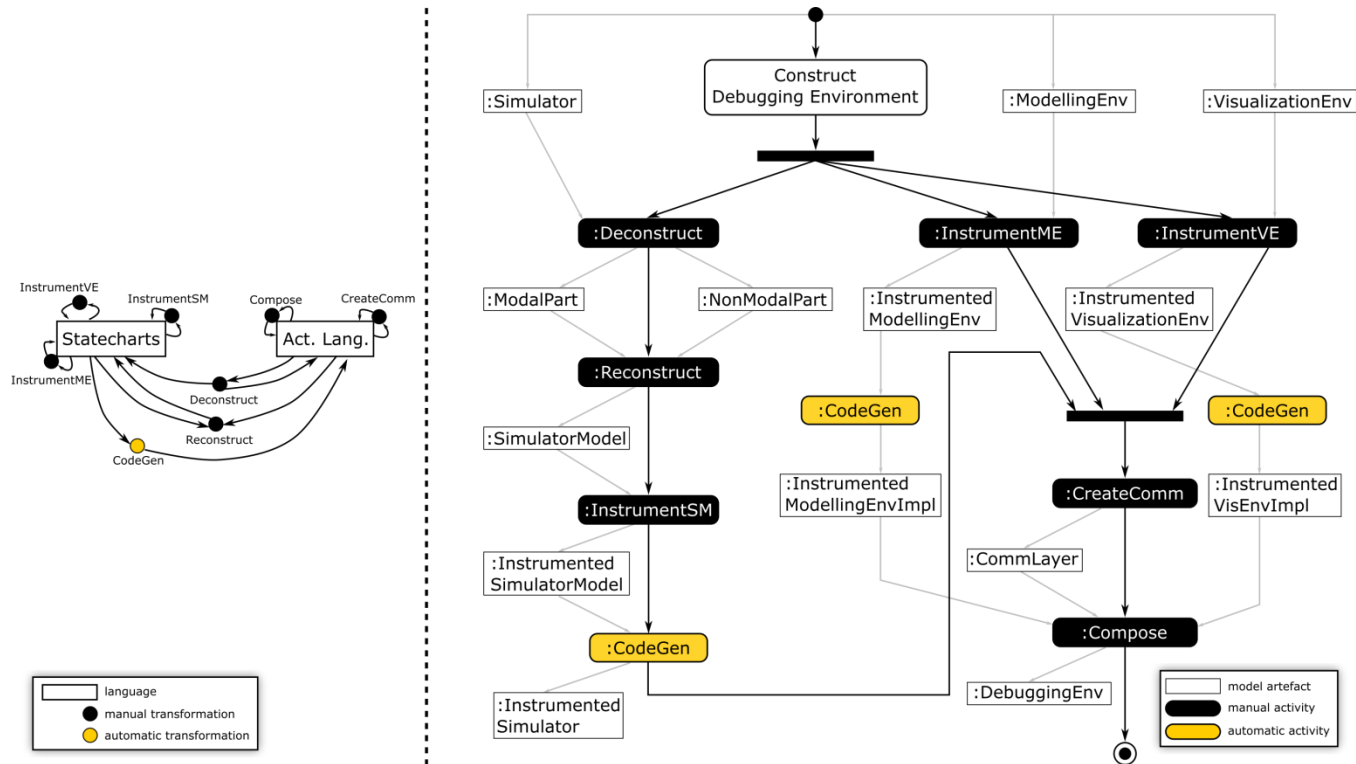 InstrumentVE
InstrumentSM
Statecharts
InstrumentME
Compose
CreateComm
Act. Lang.
Deconstruct
Reconstruct
CodeGen
language
manual transformation
automatic transformation
Construct
Debugging Environment
:Simulator
:ModellingEnv
:VisualizationEnv
:Deconstruct
:InstrumentME
:InstrumentVE
:ModalPart
:NonModalPart
:Instrumented
ModellingEnv
:Instrumented
VisualizationEnv
:Reconstruct
:CodeGen
:CodeGen
:SimulatorModel
:InstrumentSM
:Instrumented
ModellingEnvImpl
:CreateComm
:Instrumented
VisEnvImpl
:Instrumented
SimulatorModel
:CommLayer
:CodeGen
:Compose
:Instrumented
Simulator
:DebuggingEnv
model artefact
manual activity
automatic activity